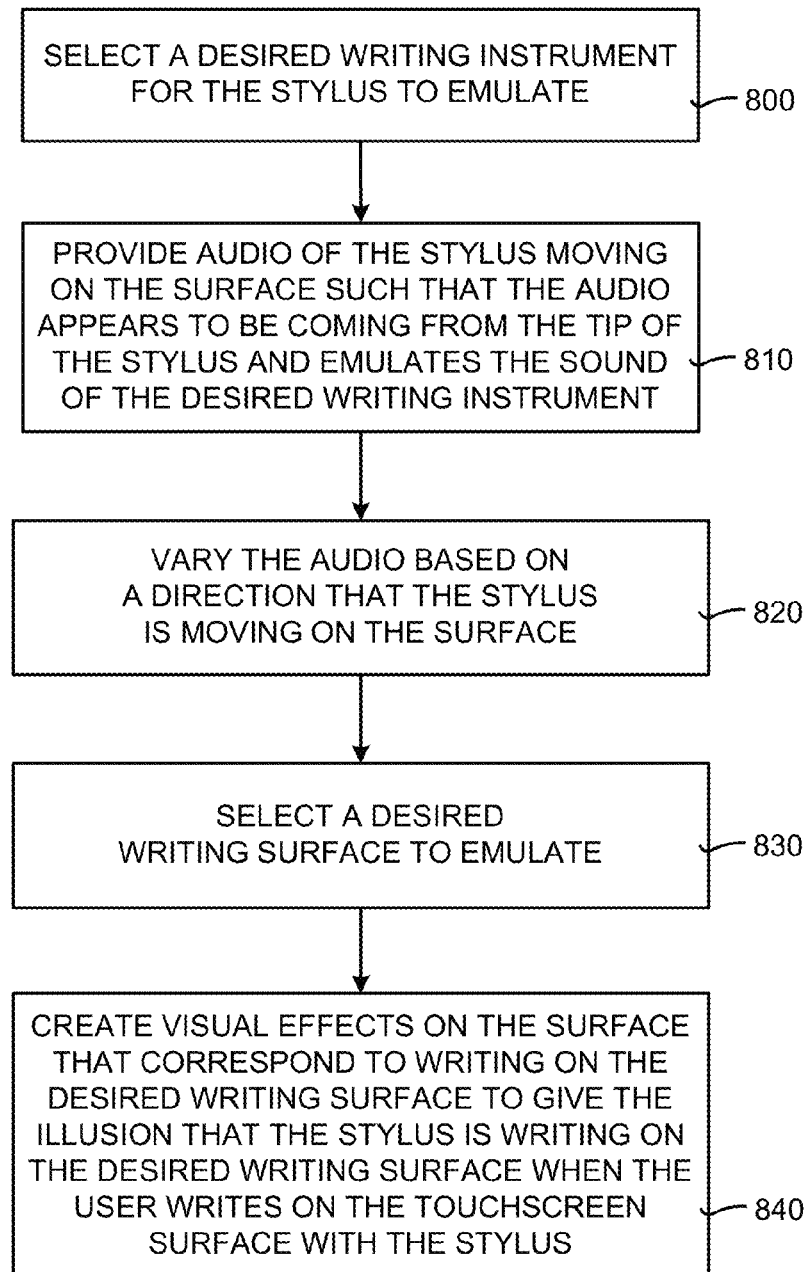 SELECT A DESIRED WRITING INSTRUMENT
FOR THE STYLUS TO EMULATE
800
PROVIDE AUDIO OF THE STYLUS MOVING
ON THE SURFACE SUCH THAT THE AUDIO
APPEARS TO BE COMING FROM THE TIP OF
THE STYLUS AND EMULATES THE SOUND
OF THE DESIRED WRITING INSTRUMENT
810
VARY THE AUDIO BASED ON
A DIRECTION THAT THE STYLUS
IS MOVING ON THE SURFACE
820
SELECT A DESIRED
WRITING SURFACE TO EMULATE
830
CREATE VISUAL EFFECTS ON THE SURFACE
THAT CORRESPOND TO WRITING ON THE
DESIRED WRITING SURFACE TO GIVE THE
ILLUSION THAT THE STYLUS IS WRITING ON
THE DESIRED WRITING SURFACE WHEN THE
USER WRITES ON THE TOUCHSCREEN
SURFACE WITH THE STYLUS
840